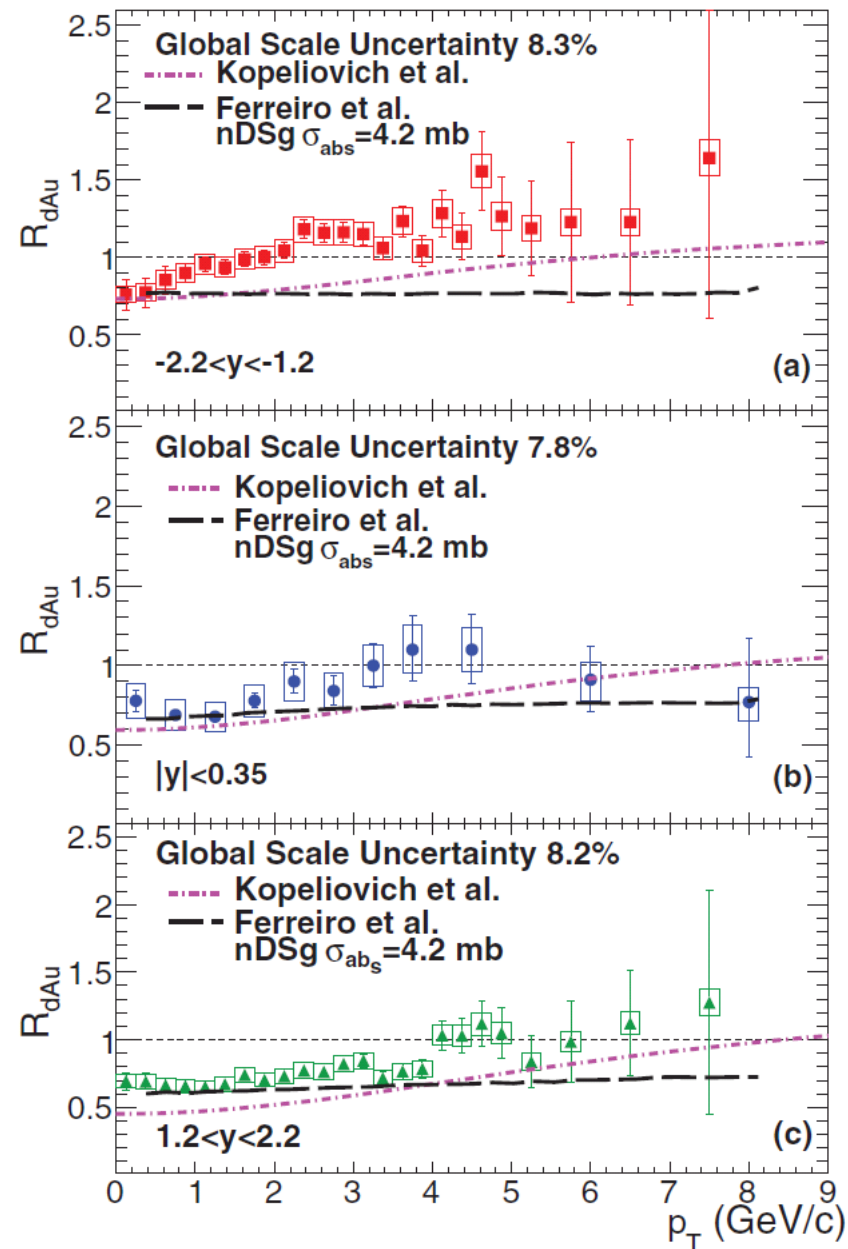 Global Scale Uncertainty 8.3%
Kopeliovich et al.
Ferreiro et al.
nDSg σabs=4.2 mb
2.5
2
1.5
1
0.5
RdAu
-2.2<y<-1.2
(a)
Global Scale Uncertainty 7.8%
Kopeliovich et al.
Ferreiro et al.
nDSg σabs=4.2 mb
2.5
2
1.5
1
0.5
RdAu
|y|<0.35
(b)
Global Scale Uncertainty 8.2%
Kopeliovich et al.
Ferreiro et al.
nDSg σabs=4.2 mb
2.5
2
1.5
1
0.5
RdAu
1.2<y<2.2
(c)
0 1 2 3 4 5 6 7 8 9
pT (GeV/c)